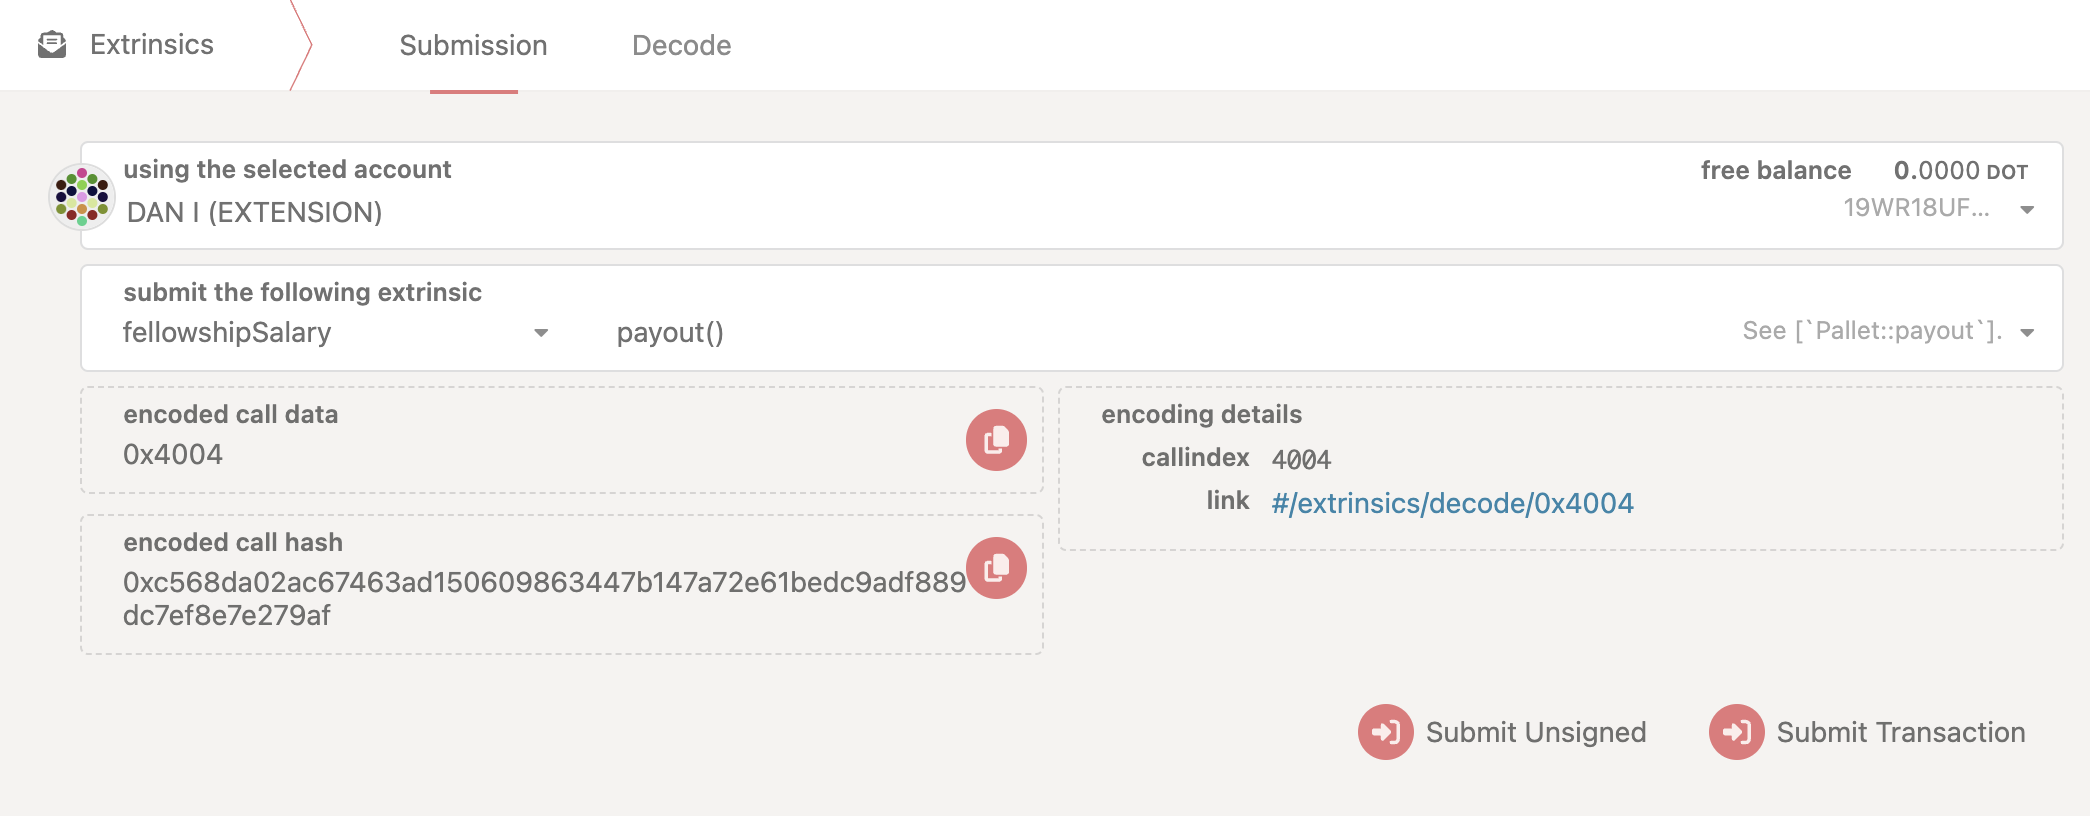 Extrinsics
Submission
Decode
using the selected account
DAN I (EXTENSION)
free balance 0.0000 DOT
19WR18UF...
submit the following extrinsic
fellowshipSalary
payout()
See [`Pallet::payout`].
encoded call data
0x4004
encoded call hash
0xc568da02ac67463ad150609863447b147a72e61bedc9adf889
dc7ef8e7e279af
encoding details
callindex 4004
link #/extrinsics/decode/0x4004
Submit Unsigned
Submit Transaction